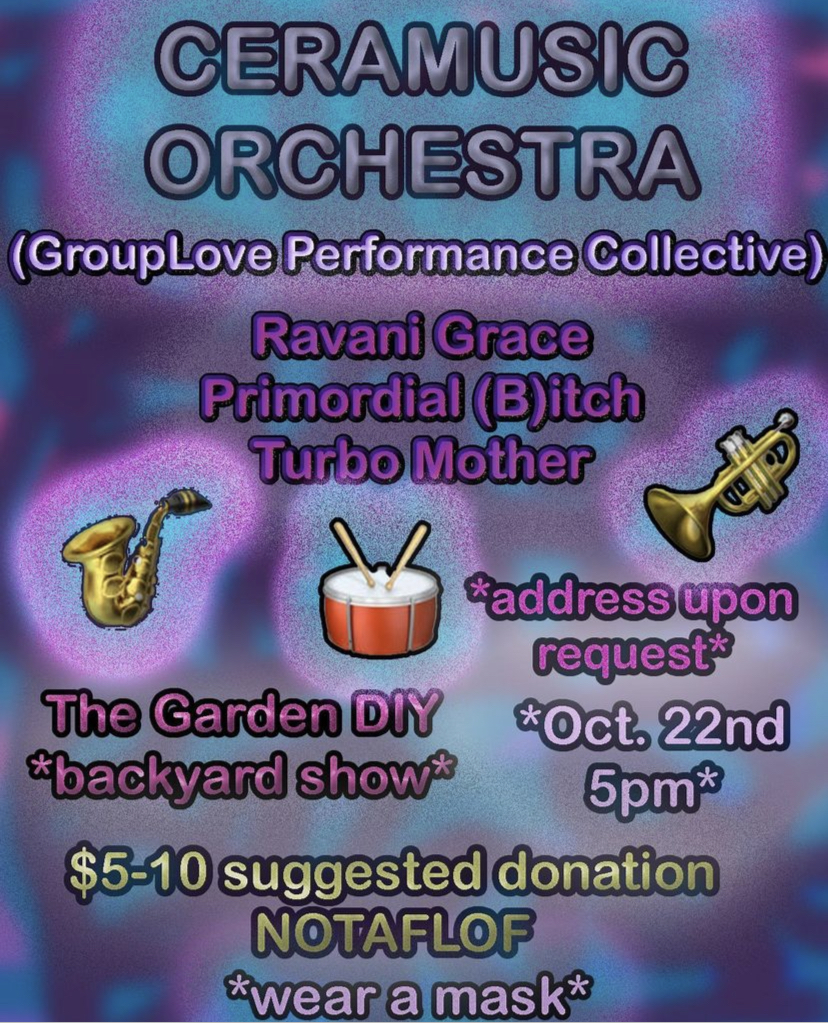 CERAMUSIC
ORCHESTRA
(GroupLove Performance Collective)
Ravani Grace
Primordial (B)itch
Turbo Mother
*address upon
request*
The Garden DIY
*backyard show*
*Oct. 22nd
5pm*
$5-10 suggested donation
NOTAFLOF
*wear a mask*